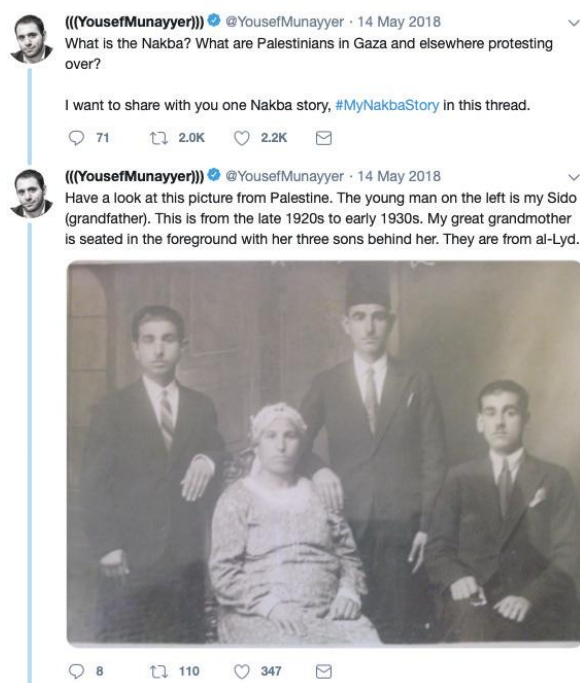 (((YousefMunayyer))) @YousefMunayyer · 14 May 2018
What is the Nakba? What are Palestinians in Gaza and elsewhere protesting
over?
I want to share with you one Nakba story, #MyNakbaStory in this thread.
71 2.0K 2.2K
(((YousefMunayyer))) @YousefMunayyer · 14 May 2018
Have a look at this picture from Palestine. The young man on the left is my Sido
(grandfather). This is from the late 1920s to early 1930s. My great grandmother
is seated in the foreground with her three sons behind her. They are from al-Lyd.
8 110 347